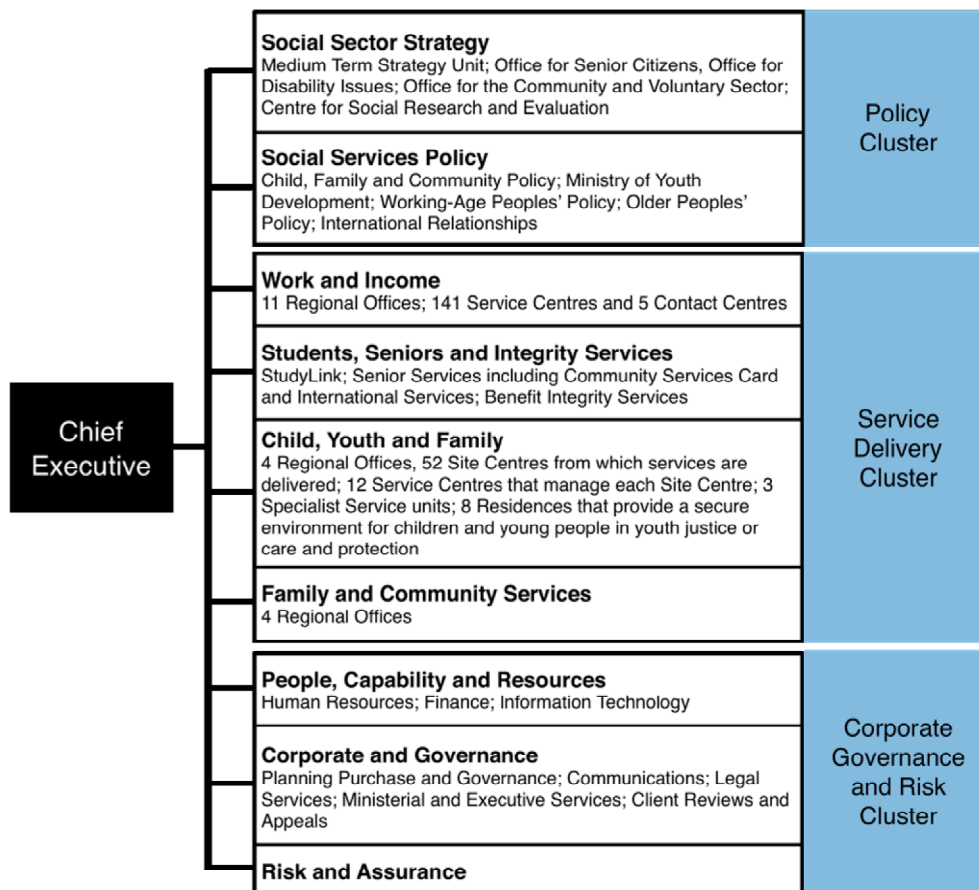 Social Sector Strategy
Medium Term Strategy Unit; Office for Senior Citizens, Office for
Disability Issues; Office for the Community and Voluntary Sector;
Centre for Social Research and Evaluation
Social Services Policy
Child, Family and Community Policy; Ministry of Youth
Development; Working-Age Peoples' Policy; Older Peoples'
Policy; International Relationships
Policy
Cluster
Work and Income
11 Regional Offices; 141 Service Centres and 5 Contact Centres
Students, Seniors and Integrity Services
StudyLink; Senior Services including Community Services Card
and International Services; Benefit Integrity Services
Chief
Executive
Child, Youth and Family
4 Regional Offices, 52 Site Centres from which services are
delivered; 12 Service Centres that manage each Site Centre; 3
Specialist Service units; 8 Residences that provide a secure
environment for children and young people in youth justice or
care and protection
Family and Community Services
4 Regional Offices
Service
Delivery
Cluster
People, Capability and Resources
Human Resources; Finance; Information Technology
Corporate and Governance
Planning Purchase and Governance; Communications; Legal
Services; Ministerial and Executive Services; Client Reviews and
Appeals
Risk and Assurance
Corporate
Governance
and Risk
Cluster